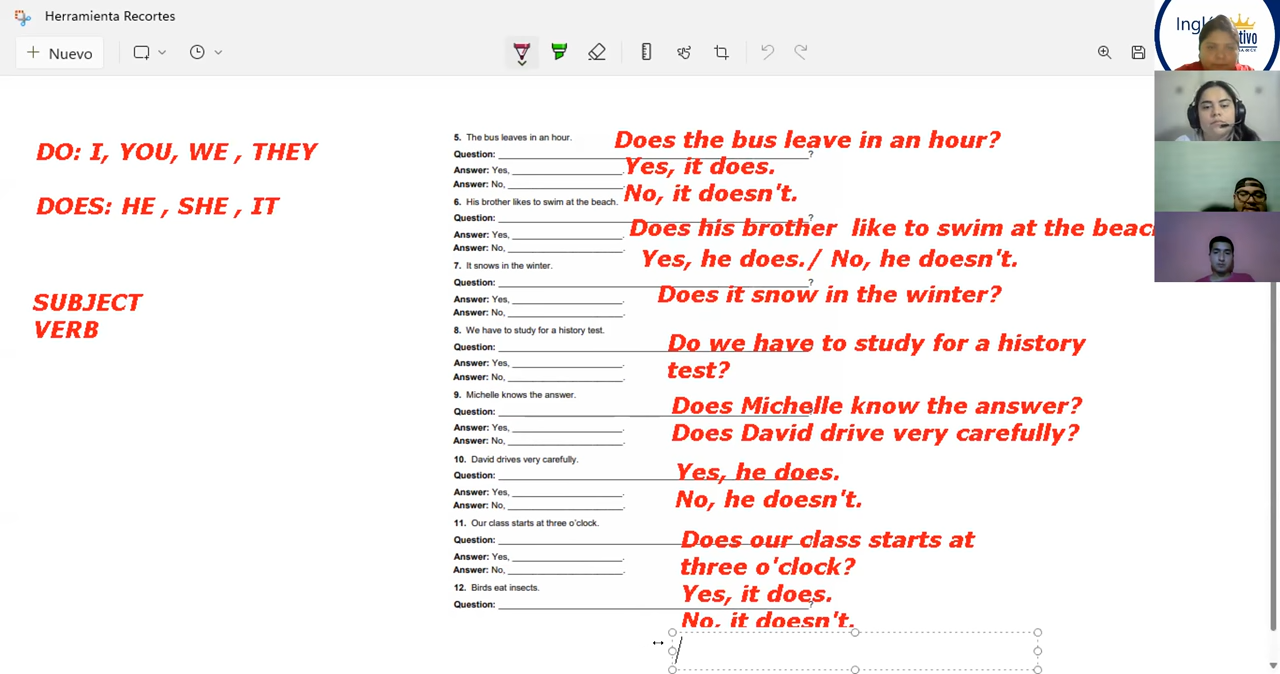 Herramienta Recortes
Nuevo
Inglé
tivo
DO: I, YOU, WE , THEY
DOES: HE , SHE , IT
SUBJECT
VERB
5. The bus leaves in an hour.
Does the bus leave in an hour?
Question: ?
Answer: Yes, .
Yes, it does.
Answer: No, .
No, it doesn't.
6. His brother likes to swim at the beach.
Question: ?
Does his brother like to swim at the beac
Answer: Yes, .
Answer: No, .
Yes, he does./ No, he doesn't.
7. It snows in the winter.
Question: ?
Does it snow in the winter?
Answer: Yes, .
Answer: No, .
8. We have to study for a history test.
Question:
Do we have to study for a history
test?
Answer: Yes, .
Answer: No, .
9. Michelle knows the answer.
Does Michelle know the answer?
Question: ?
Answer: Yes, .
Does David drive very carefully?
Answer: No, .
10. David drives very carefully.
Question:
Yes, he does.
Answer: Yes, .
No, he doesn't.
Answer: No, .
11. Our class starts at three o'clock.
Question:
Does our class starts at
three o'clock?
Answer: Yes, .
Answer: No, .
12. Birds eat insects.
Yes, it does.
Question: ?
No, it doesn't.